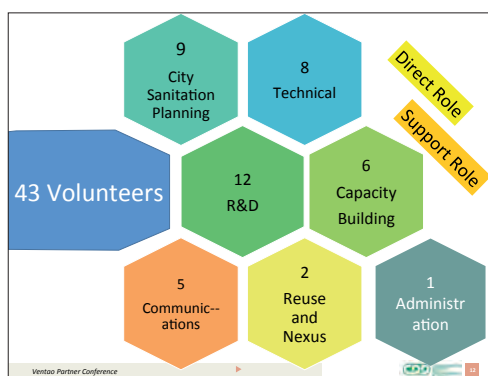 9
City
Sanitation
Planning
8
Technical
Direct Role
Support Role
43 Volunteers
12
R&D
6
Capacity
Building
5
Communic--
ations
2
Reuse
and
Nexus
1
Administr
ation
Ventao Partner Conference
CDD
12